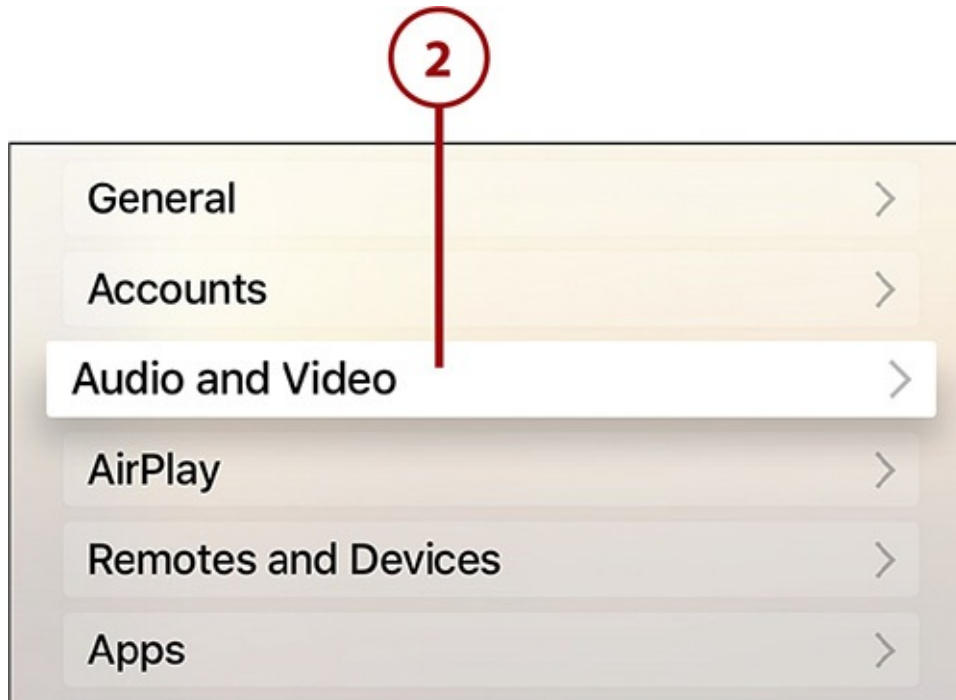 2
General
Accounts
Audio and Video
AirPlay
Remotes and Devices
Apps